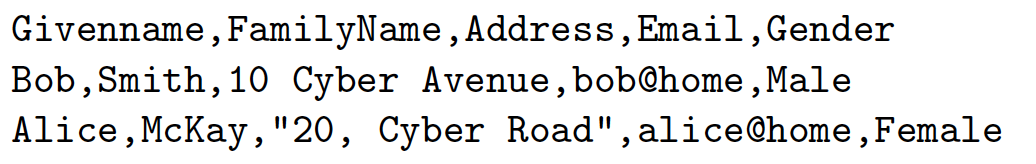 Givenname,FamilyName,Address,Email,Gender
Bob,Smith,10 Cyber Avenue,bob@home,Male
Alice,McKay,"20, Cyber Road",alice@home,Female